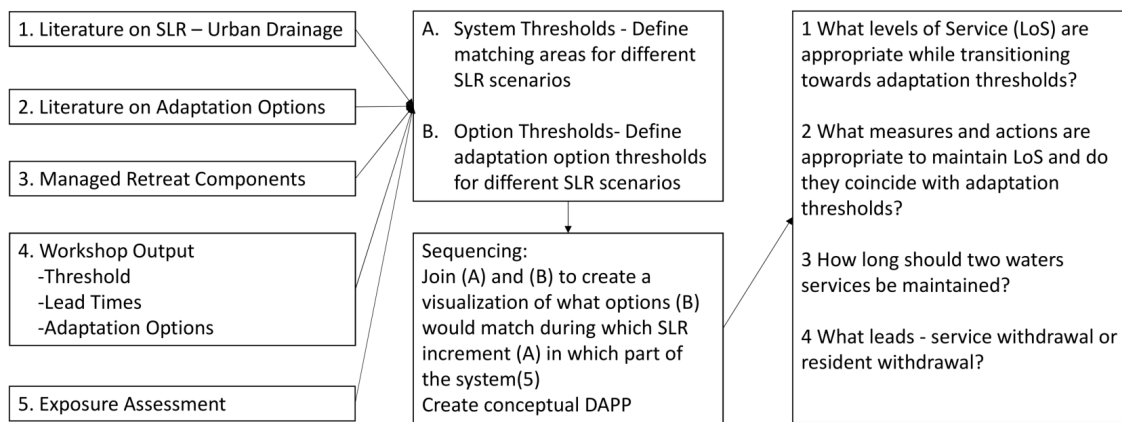 1. Literature on SLR – Urban Drainage
2. Literature on Adaptation Options
3. Managed Retreat Components
4. Workshop Output
-Threshold
-Lead Times
-Adaptation Options
5. Exposure Assessment
A. System Thresholds - Define
matching areas for different
SLR scenarios
B. Option Thresholds- Define
adaptation option thresholds
for different SLR scenarios
Sequencing:
Join (A) and (B) to create a
visualization of what options (B)
would match during which SLR
increment (A) in which part of
the system(5)
Create conceptual DAPP
1 What levels of Service (LoS) are
appropriate while transitioning
towards adaptation thresholds?
2 What measures and actions are
appropriate to maintain LoS and do
they coincide with adaptation
thresholds?
3 How long should two waters
services be maintained?
4 What leads - service withdrawal or
resident withdrawal?